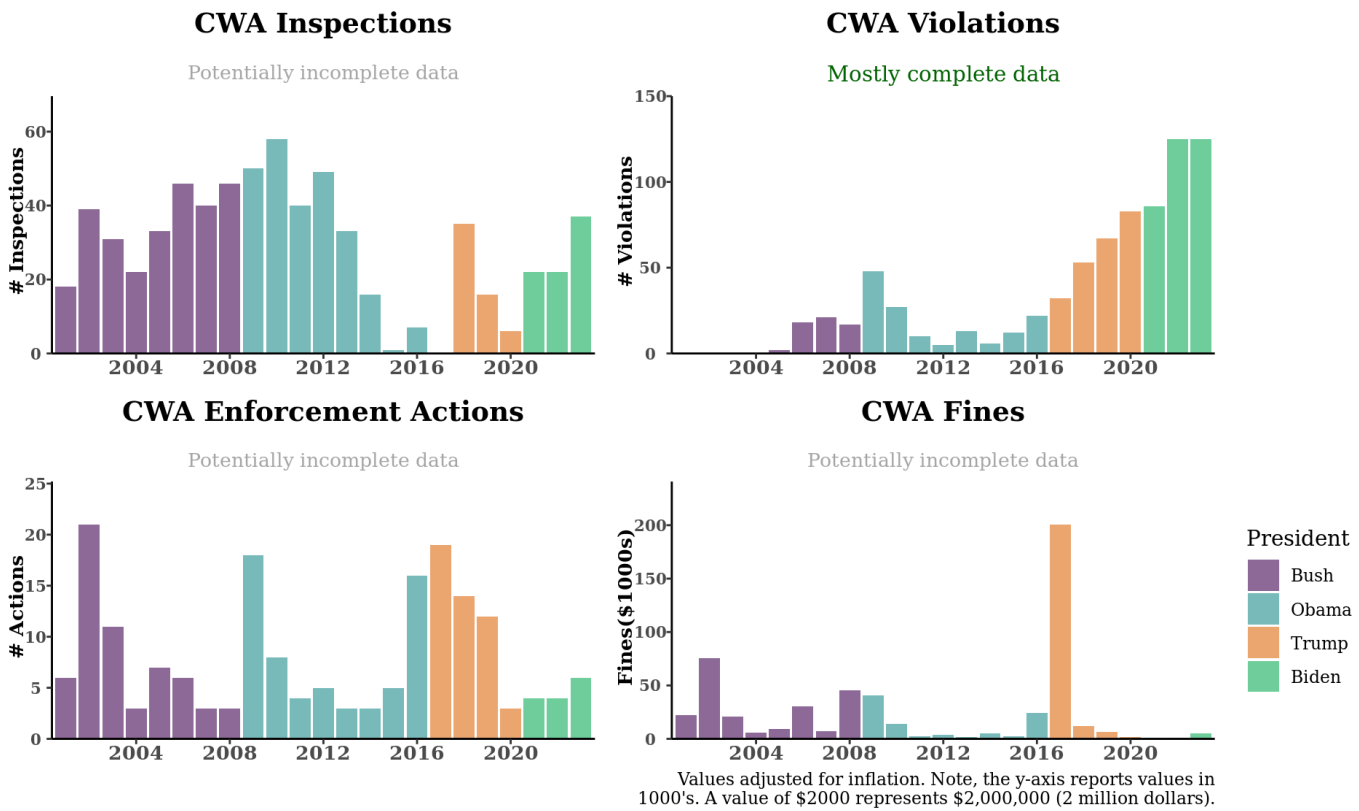 CWA Inspections
Potentially incomplete data
# Inspections
60
40
20
0
2004 2008 2012 2016 2020
CWA Violations
Mostly complete data
# Violations
150
100
50
0
2004 2008 2012 2016 2020
CWA Enforcement Actions
Potentially incomplete data
# Actions
25
20
15
10
5
0
2004 2008 2012 2016 2020
CWA Fines
Potentially incomplete data
Fines($1000s)
200
150
100
50
0
2004 2008 2012 2016 2020
President
Bush
Obama
Trump
Biden
Values adjusted for inflation. Note, the y-axis reports values in
1000's. A value of $2000 represents $2,000,000 (2 million dollars).